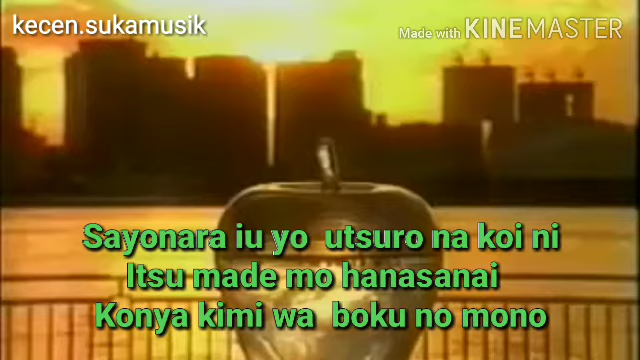 kecen.sukamusik
Made with KINEMASTER
Sayonara iu yo utsuro na koi ni
Itsu made mo hanasanai
Konya kimi wa boku no mono